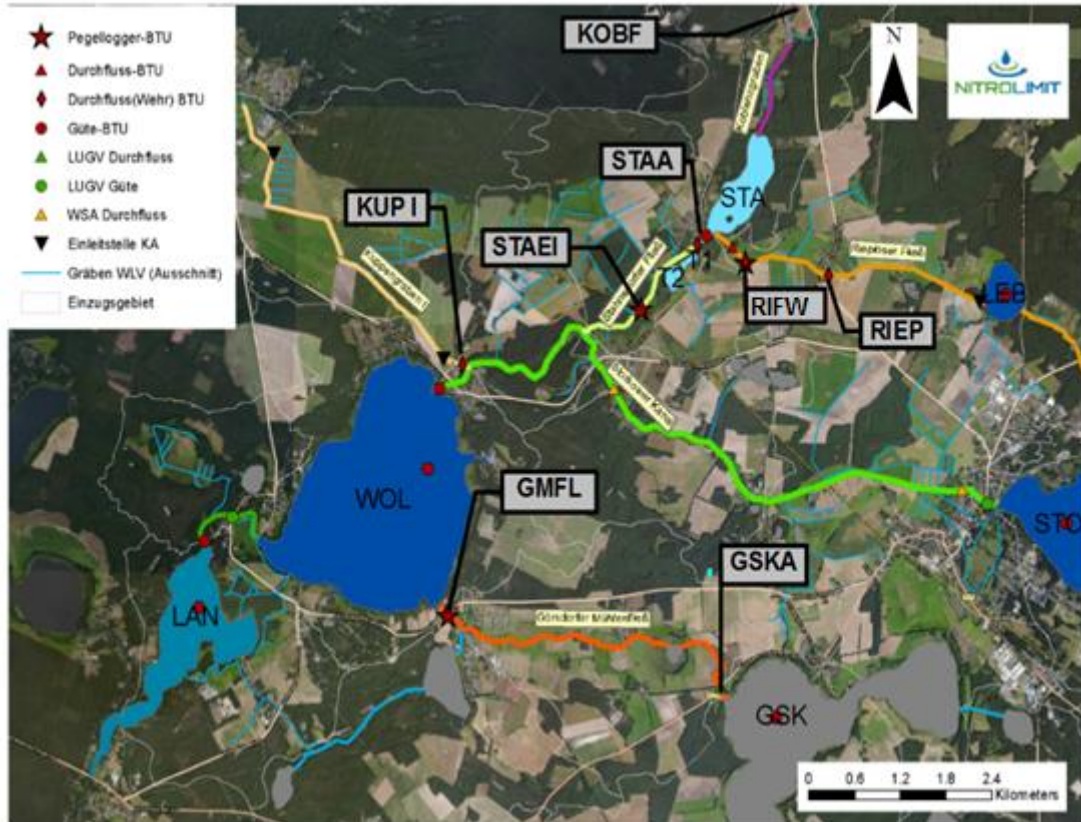 Pegellogger-BTU
Durchfluss-BTU
Durchfluss(Wehr) BTU
Güte-BTU
LUGV Durchfluss
LUGV Güte
WSA Durchfluss
Einleitstelle KA
Gräben WLV (Ausschnitt)
Einzugsgebiet
KOBF
N
NITROLIMIT
STAA
STA
KUP I
STAEI
1
2
RIFW
RIEP
LEB
WOL
GMFL
GSKA
STO
LAN
Görsdorfer Mühlenfließ
GSK
0 0.6 1.2 1.8 2.4
Kilometers